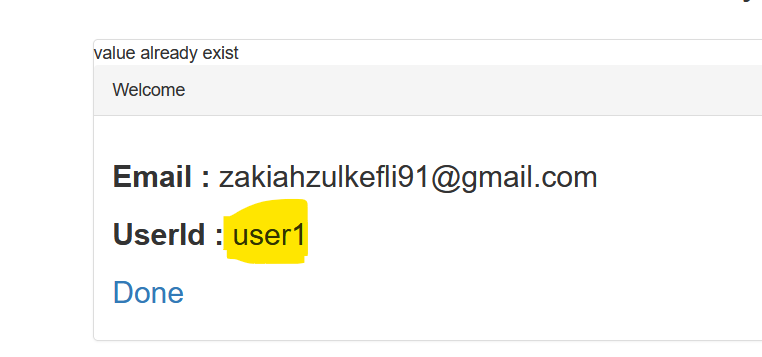 value already exist
Welcome
Email : zakiahzulkefli91@gmail.com
UserId : user1
Done